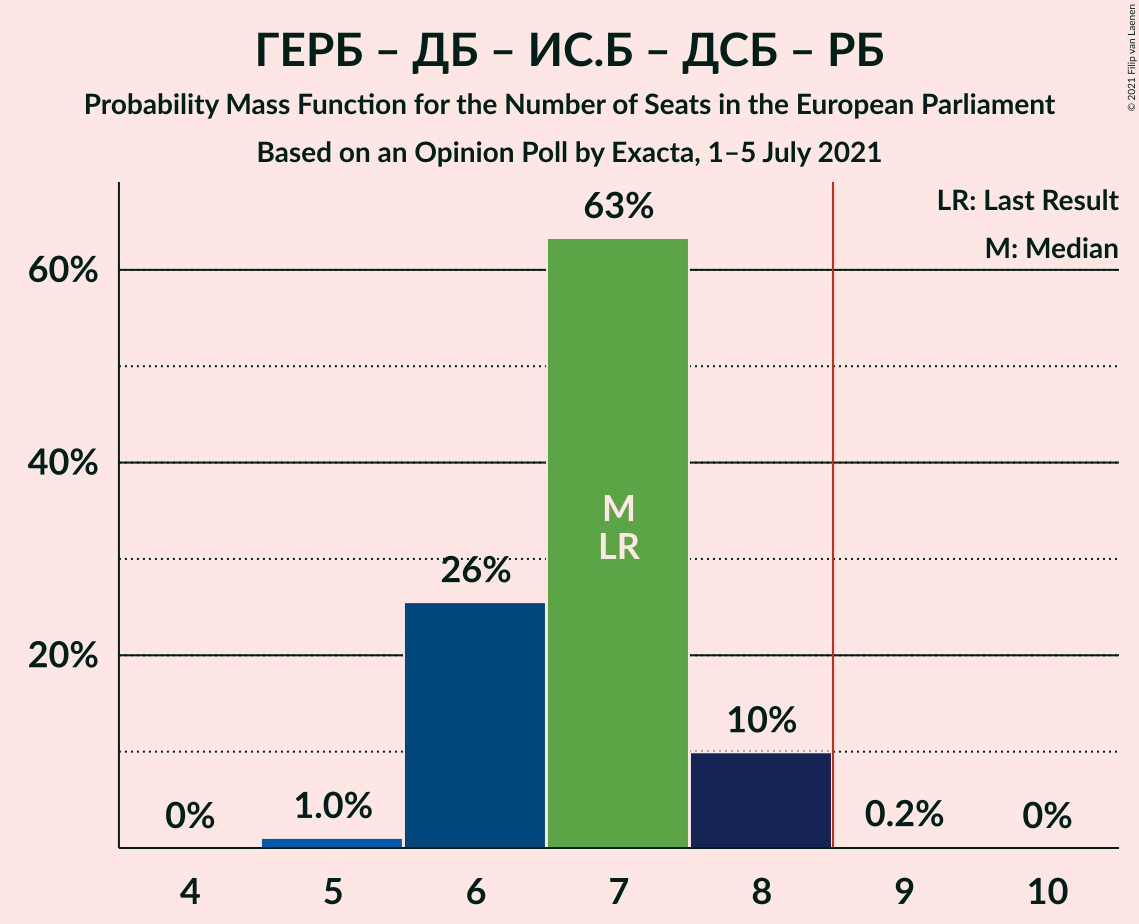 ГЕРБ – ДБ – ИС.Б – ДСБ – РБ
Probability Mass Function for the Number of Seats in the European Parliament
Based on an Opinion Poll by Exacta, 1–5 July 2021
© 2021 Filip van Laenen
LR: Last Result
M: Median
60%
40%
20%
0%
1.0%
26%
63%
M
LR
10%
0.2%
0%
4
5
6
7
8
9
10